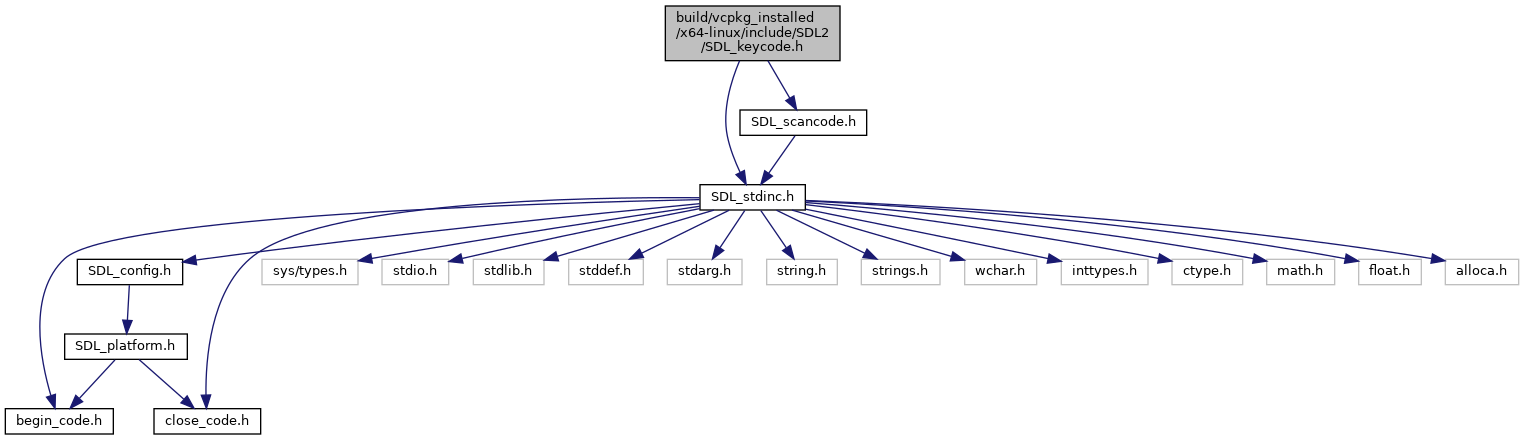 build/vcpkg_installed
/x64-linux/include/SDL2
/SDL_keycode.h
SDL_scancode.h
SDL_stdinc.h
SDL_config.h
sys/types.h
stdio.h
stdlib.h
stddef.h
stdarg.h
string.h
strings.h
wchar.h
inttypes.h
ctype.h
math.h
float.h
alloca.h
SDL_platform.h
begin_code.h
close_code.h